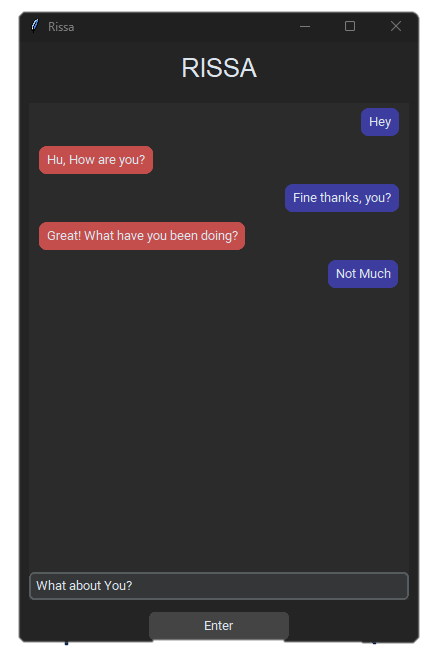 Rissa
RISSA
Hey
Hu, How are you?
Fine thanks, you?
Great! What have you been doing?
Not Much
What about You?
Enter